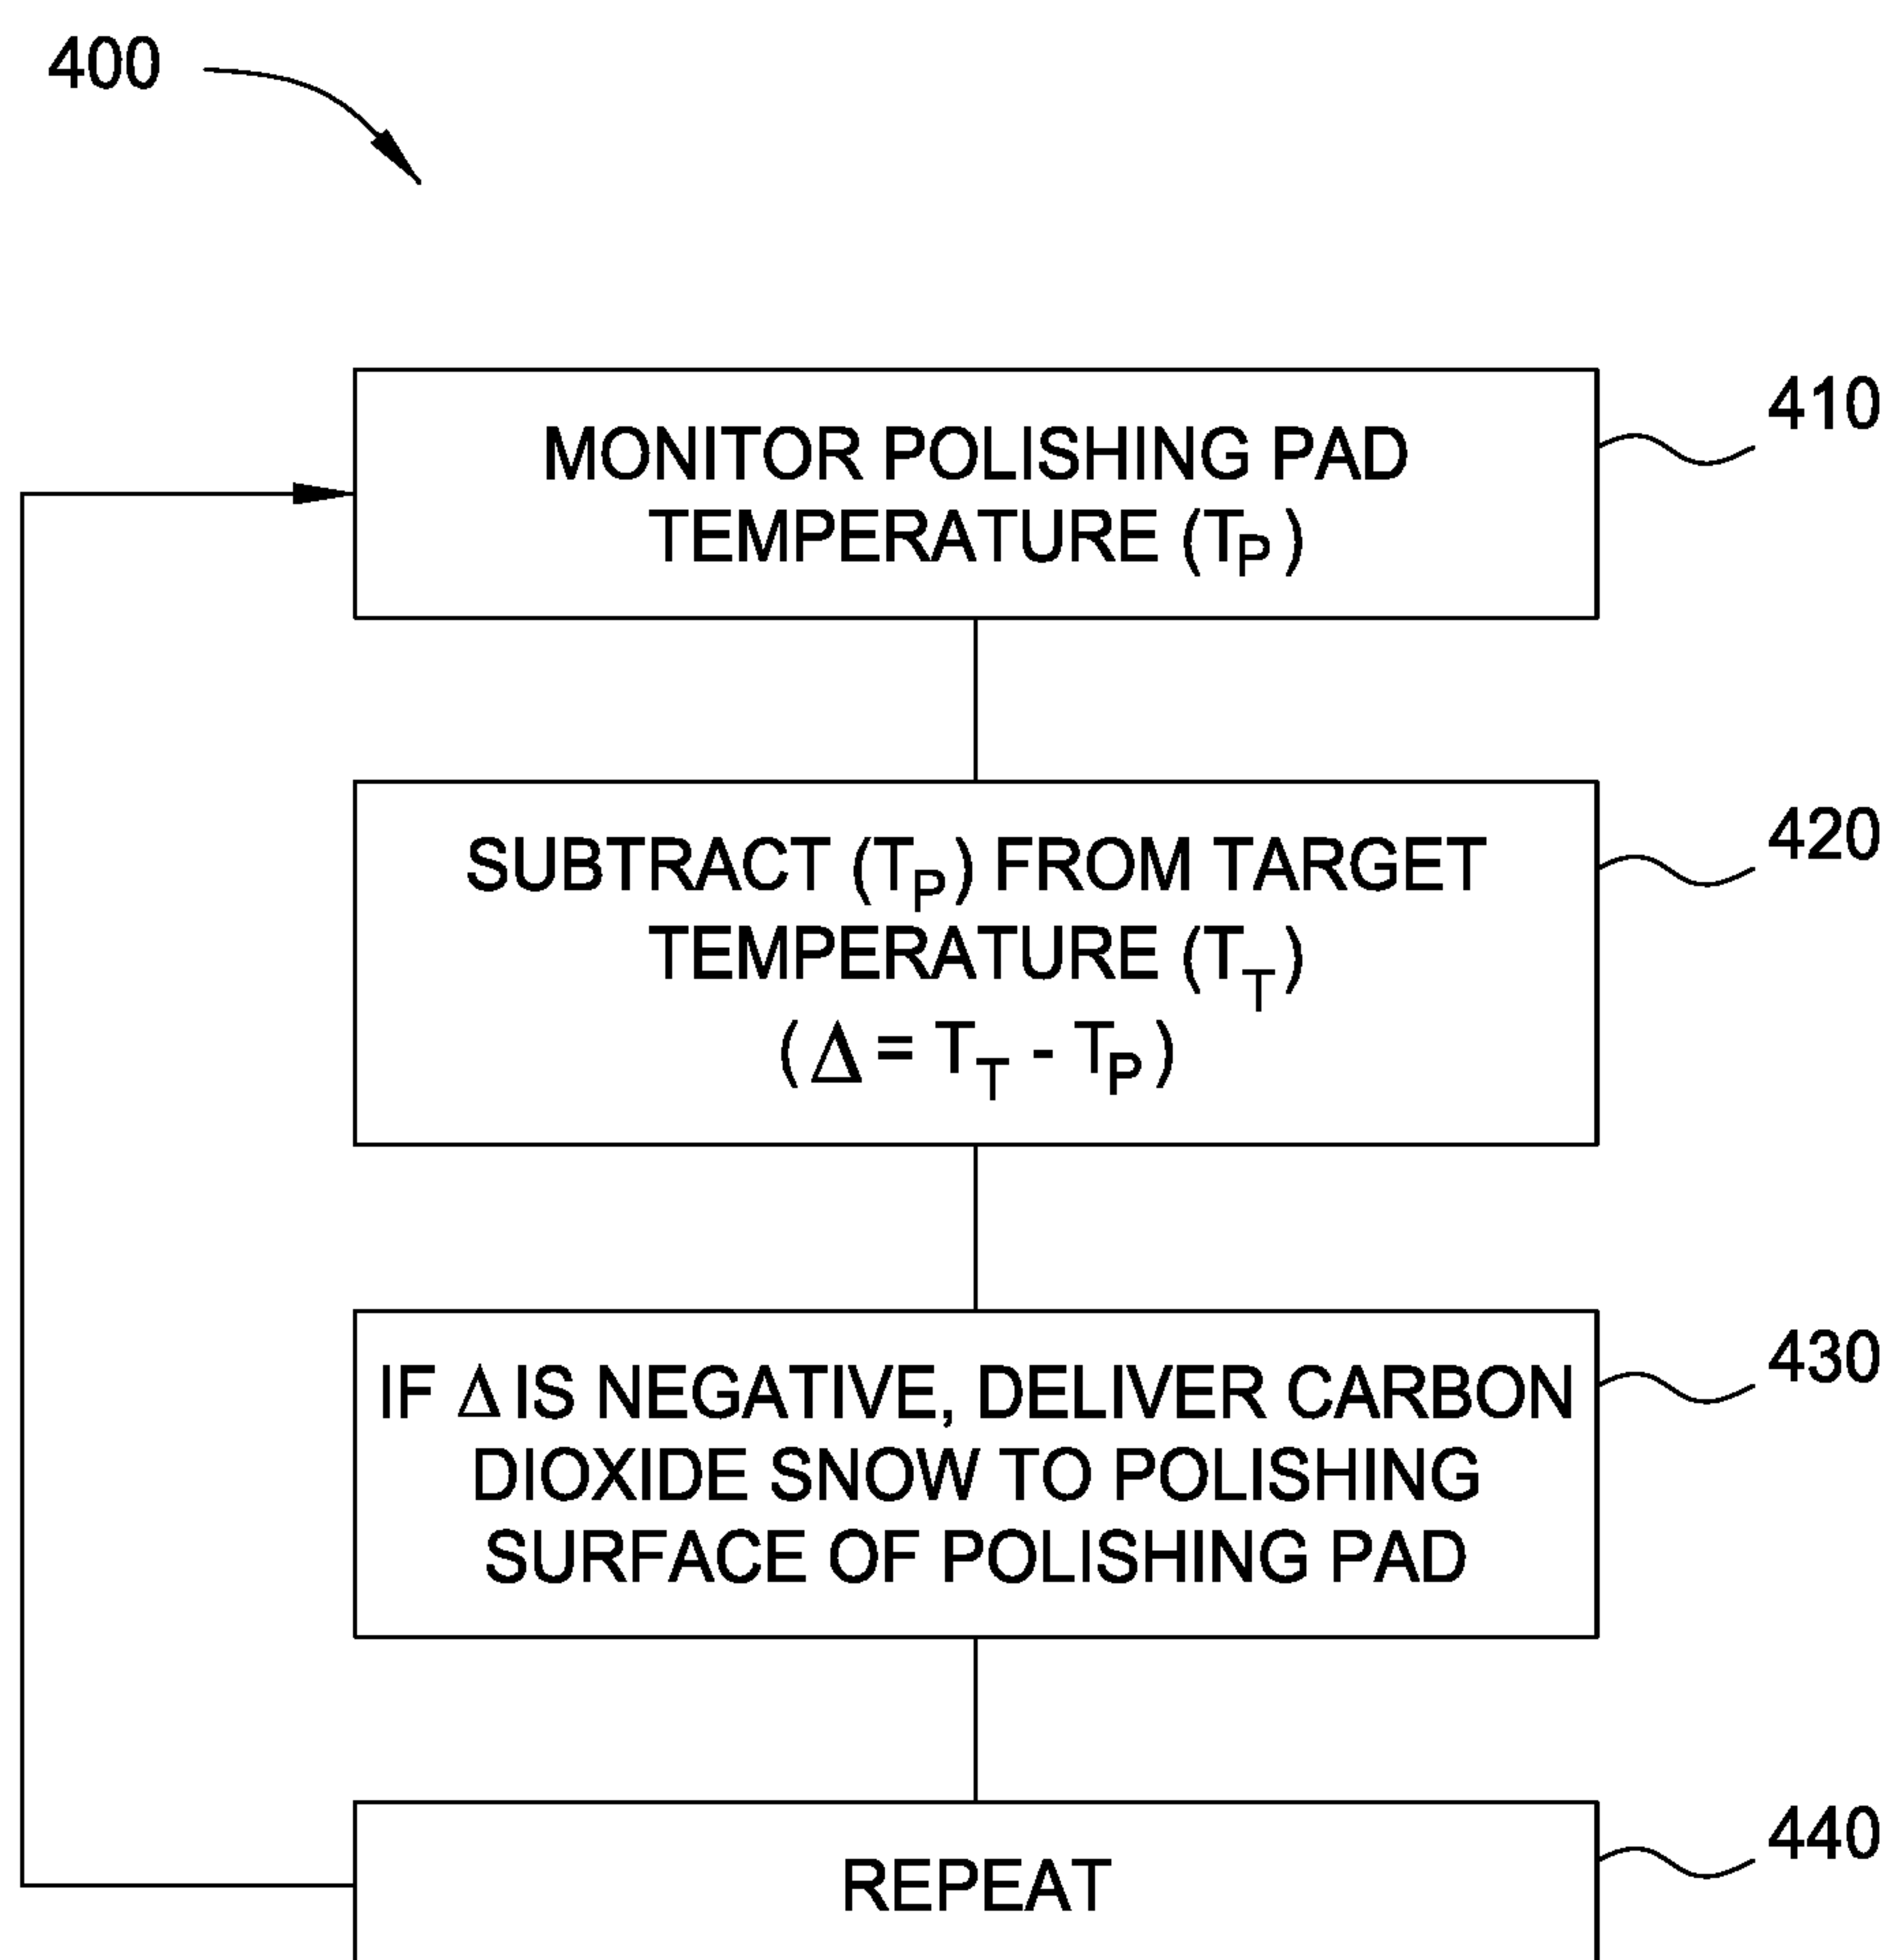 400
MONITOR POLISHING PAD
TEMPERATURE (TP)
410
SUBTRACT (TP) FROM TARGET
TEMPERATURE (TT)
(Δ = TT - TP)
420
IF Δ IS NEGATIVE, DELIVER CARBON
DIOXIDE SNOW TO POLISHING
SURFACE OF POLISHING PAD
430
REPEAT
440